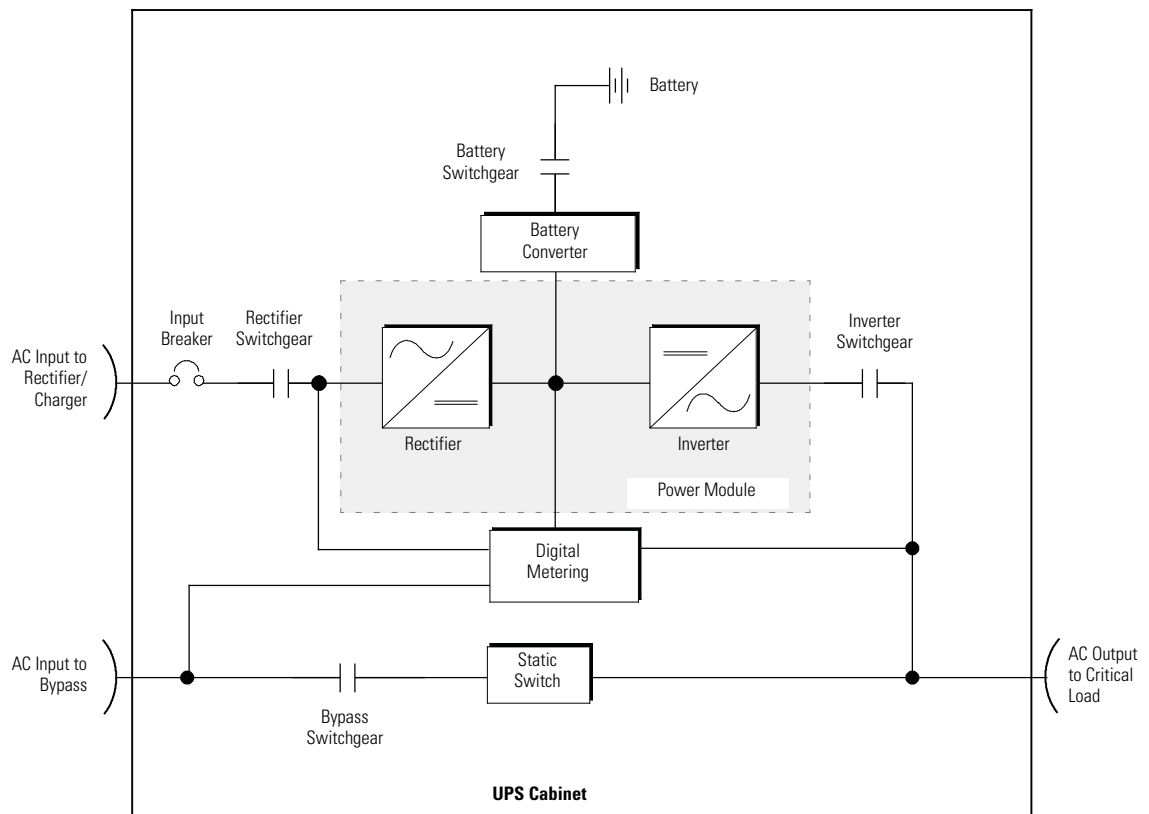 Battery
Battery
Switchgear
Battery
Converter
Input
Breaker
Rectifier
Switchgear
Inverter
Switchgear
AC Input to
Rectifier/
Charger
Rectifier
Inverter
Power Module
Digital
Metering
AC Input to
Bypass
Static
Switch
AC Output
to Critical
Load
Bypass
Switchgear
UPS Cabinet